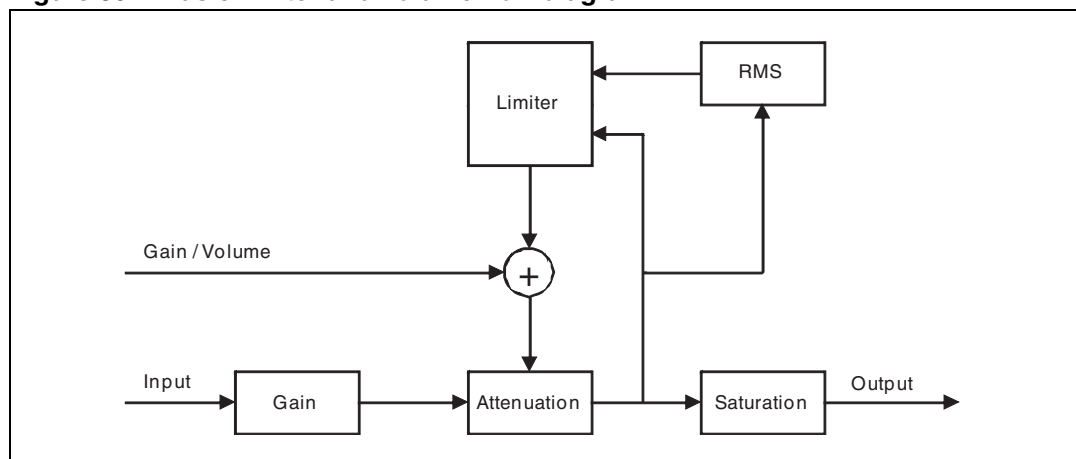 RMS
Limiter
Gain / Volume
+
Input
Gain
Attenuation
Saturation
Output